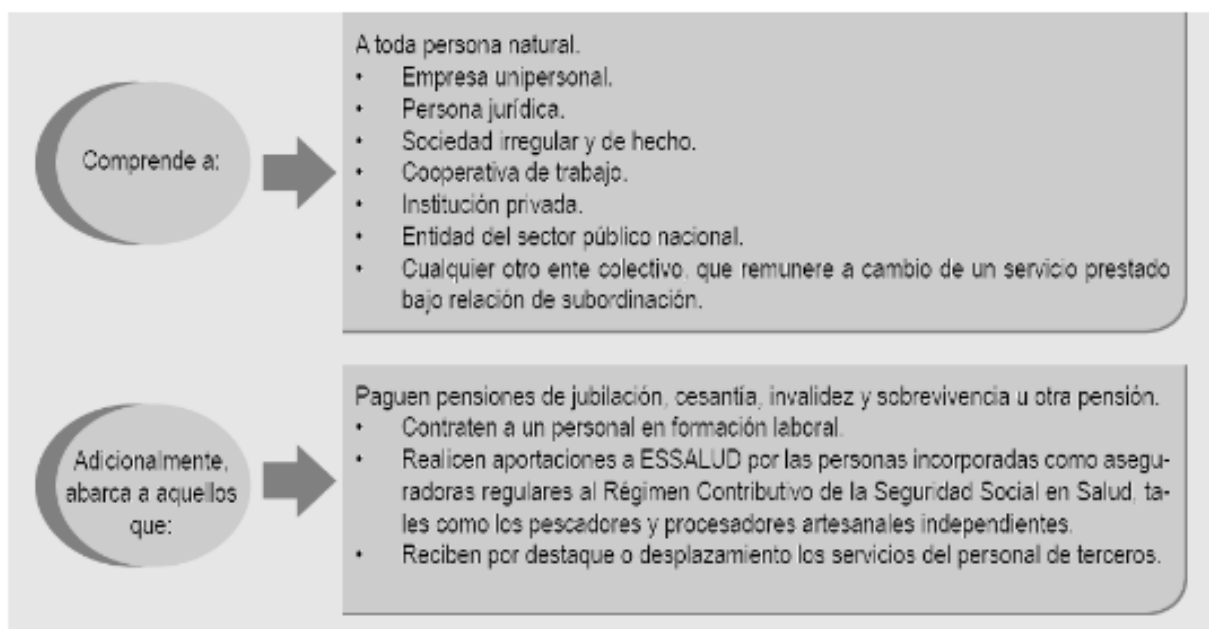 A toda persona natural.
• Empresa unipersonal.
• Persona jurídica.
• Sociedad irregular y de hecho.
Comprende a:
• Cooperativa de trabajo.
• Institución privada.
• Entidad del sector público nacional.
• Cualquier otro ente colectivo, que remunere a cambio de un servicio prestado
bajo relación de subordinación.
Paguen pensiones de jubilación, cesantía, invalidez y sobrevivencia u otra pensión.
• Contraten a un personal en formación laboral.
Adicionalmente,
abarca a aquellos
que:
• Realicen aportaciones a ESSALUD por las personas incorporadas como asegu-
radoras regulares al Régimen Contributivo de la Seguridad Social en Salud, ta-
les como los pescadores y procesadores artesanales independientes.
• Reciben por destaque o desplazamiento los servicios del personal de terceros.